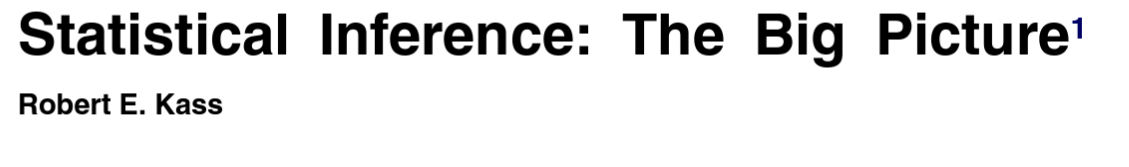 Statistical Inference: The Big Picture¹
Robert E. Kass